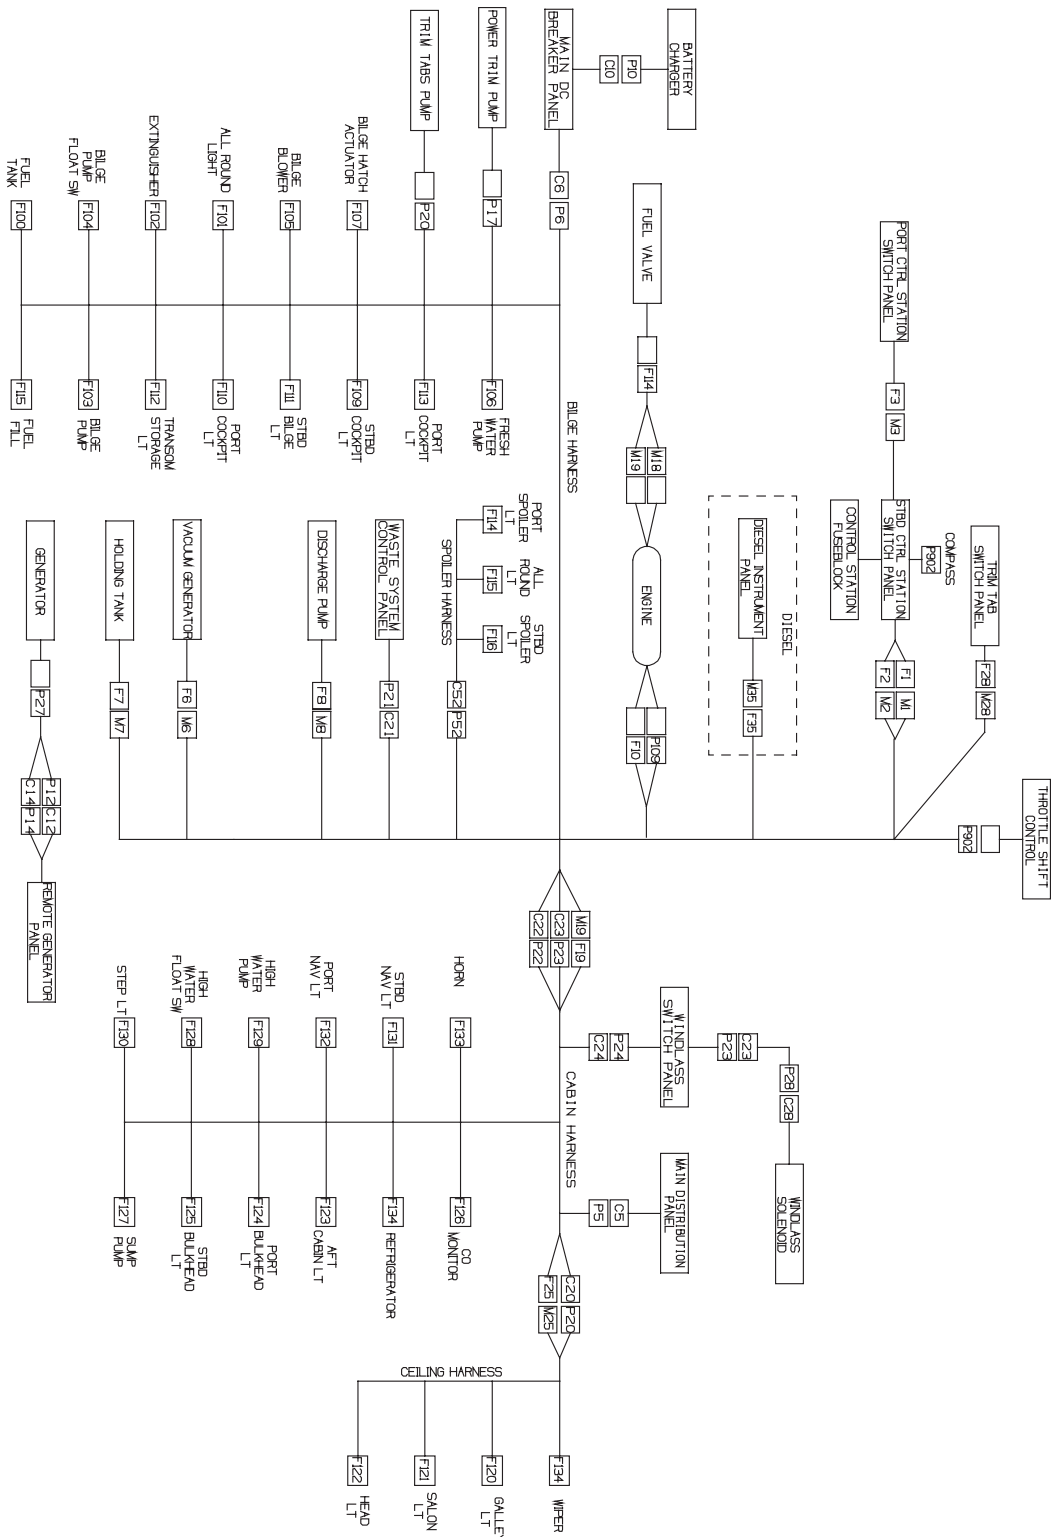 BATTERY
CHARGER
P10
C10
MAIN DC
BREAKER PANEL
C6
P6
POWER TRIM PUMP
P17
TRIM TABS PUMP
P20
BILGE HATCH
ACTUATOR
F107
BILGE
BLOWER
F105
ALL ROUND
LIGHT
F101
EXTINGUISHER
F102
BILGE
PUMP
FLOAT SW
F104
FUEL
TANK
F100
F106
FRESH
WATER
PUMP
F113
PORT
COCKPIT
LT
F109
STBD
COCKPIT
LT
F111
STBD
BILGE
LT
F110
PORT
COCKPIT
LT
F112
TRANSOM
STORAGE
LT
F103
BILGE
PUMP
F115
FUEL
FILL
BILGE HARNESS
FUEL VALVE
F114
M18
M19
ENGINE
P109
F10
PORT CTRL STATION
SWITCH PANEL
F3
M3
STBD CTRL STATION
SWITCH PANEL
P902
COMPASS
CONTROL STATION
FUSEBLOCK
F1
M1
F2
M2
TRIM TAB
SWITCH PANEL
F28
M28
DIESEL
DIESEL INSTRUMENT
PANEL
M35
F35
THROTTLE SHIFT
CONTROL
P902
PORT
SPOILER
LT
F114
ALL
ROUND
LT
F115
STBD
SPOILER
LT
F116
SPOILER HARNESS
C52
P52
WASTE SYSTEM
CONTROL PANEL
P21
C21
DISCHARGE PUMP
F8
M8
VACUUM GENERATOR
F6
M6
HOLDING TANK
F7
M7
GENERATOR
P27
P12
C12
C14
P14
REMOTE GENERATOR
PANEL
M19
F19
C23
P23
C22
P22
WINDLASS
SWITCH PANEL
P24
C24
C23
P23
P28
C28
WINDLASS
SOLENOID
CABIN HARNESS
MAIN DISTRIBUTION
PANEL
C5
P5
HORN
F133
STBD
NAV LT
F131
PORT
NAV LT
F132
HIGH
WATER
PUMP
F129
HIGH
WATER
FLOAT SW
F128
STEP LT
F130
F126
CO
MONITOR
F134
REFRIGERATOR
F123
AFT
CABIN LT
F124
PORT
BULKHEAD
LT
F125
STBD
BULKHEAD
LT
F127
SUMP
PUMP
C20
P20
F25
M25
CEILING HARNESS
F134
WIPER
F120
GALLEY
LT
F121
SALON
LT
F122
HEAD
LT